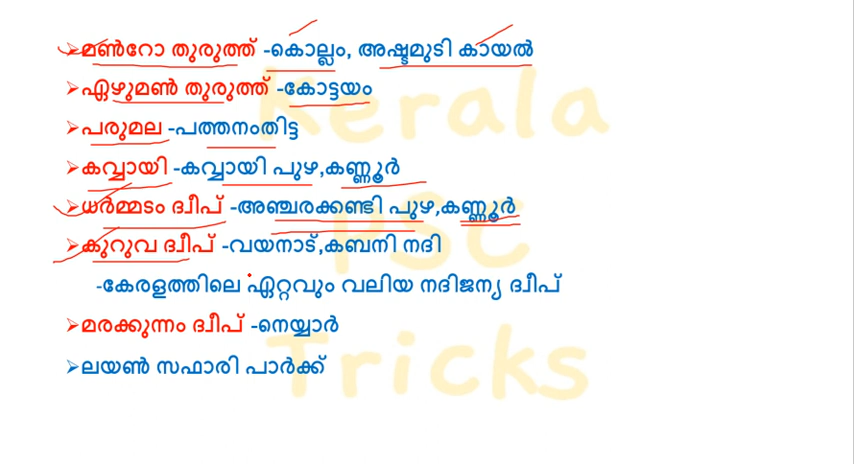 ➢മൺറോ തുരുത്ത് -കൊല്ലം, അഷ്ടമുടി കായൽ
➢ഏഴുമൺ തുരുത്ത് -കോട്ടയം
➢പരുമല -പത്തനംതിട്ട
➢കവ്വായി -കവ്വായി പുഴ,കണ്ണൂർ
➢ധർമ്മടം ദ്വീപ് -അഞ്ചരക്കണ്ടി പുഴ,കണ്ണൂർ
➢കുറുവ ദ്വീപ് -വയനാട്,കബനി നദി
-കേരളത്തിലെ ഏറ്റവും വലിയ നദിജന്യ ദ്വീപ്
➢മരക്കുന്നം ദ്വീപ് -നെയ്യാർ
➢ലയൺ സഫാരി പാർക്ക്
Kerala
PSC
Tricks